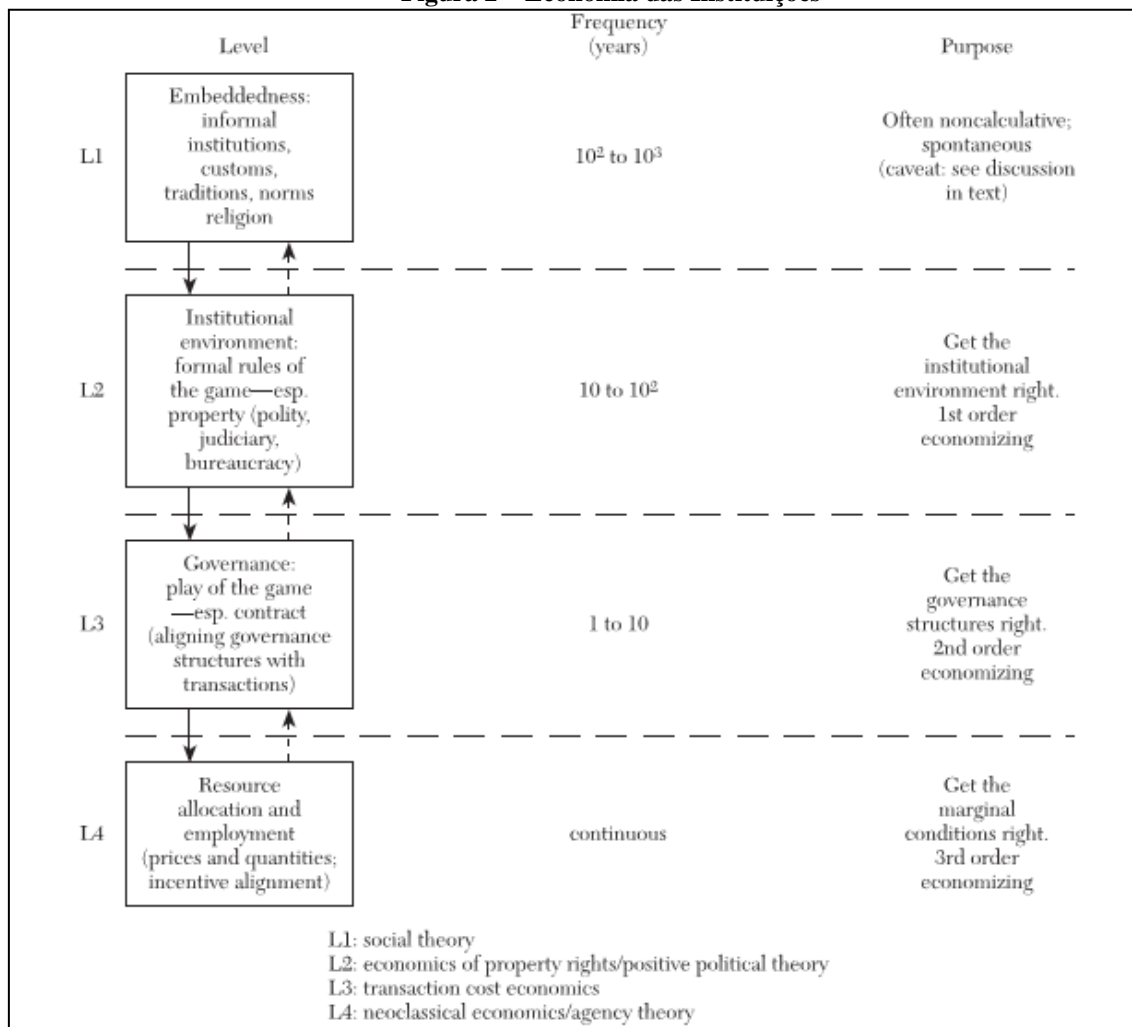 Figura 2 – Economia das Instituições
Level
Frequency
(years)
Purpose
L1
Embeddedness:
informal
institutions,
customs,
traditions, norms
religion
10² to 10³
Often noncalculative;
spontaneous
(caveat: see discussion
in text)
L2
Institutional
environment:
formal rules of
the game—esp.
property (polity,
judiciary,
bureaucracy)
10 to 10²
Get the
institutional
environment right.
1st order
economizing
L3
Governance:
play of the game
—esp. contract
(aligning governance
structures with
transactions)
1 to 10
Get the
governance
structures right.
2nd order
economizing
L4
Resource
allocation and
employment
(prices and quantities;
incentive alignment)
continuous
Get the
marginal
conditions right.
3rd order
economizing
L1: social theory
L2: economics of property rights/positive political theory
L3: transaction cost economics
L4: neoclassical economics/agency theory